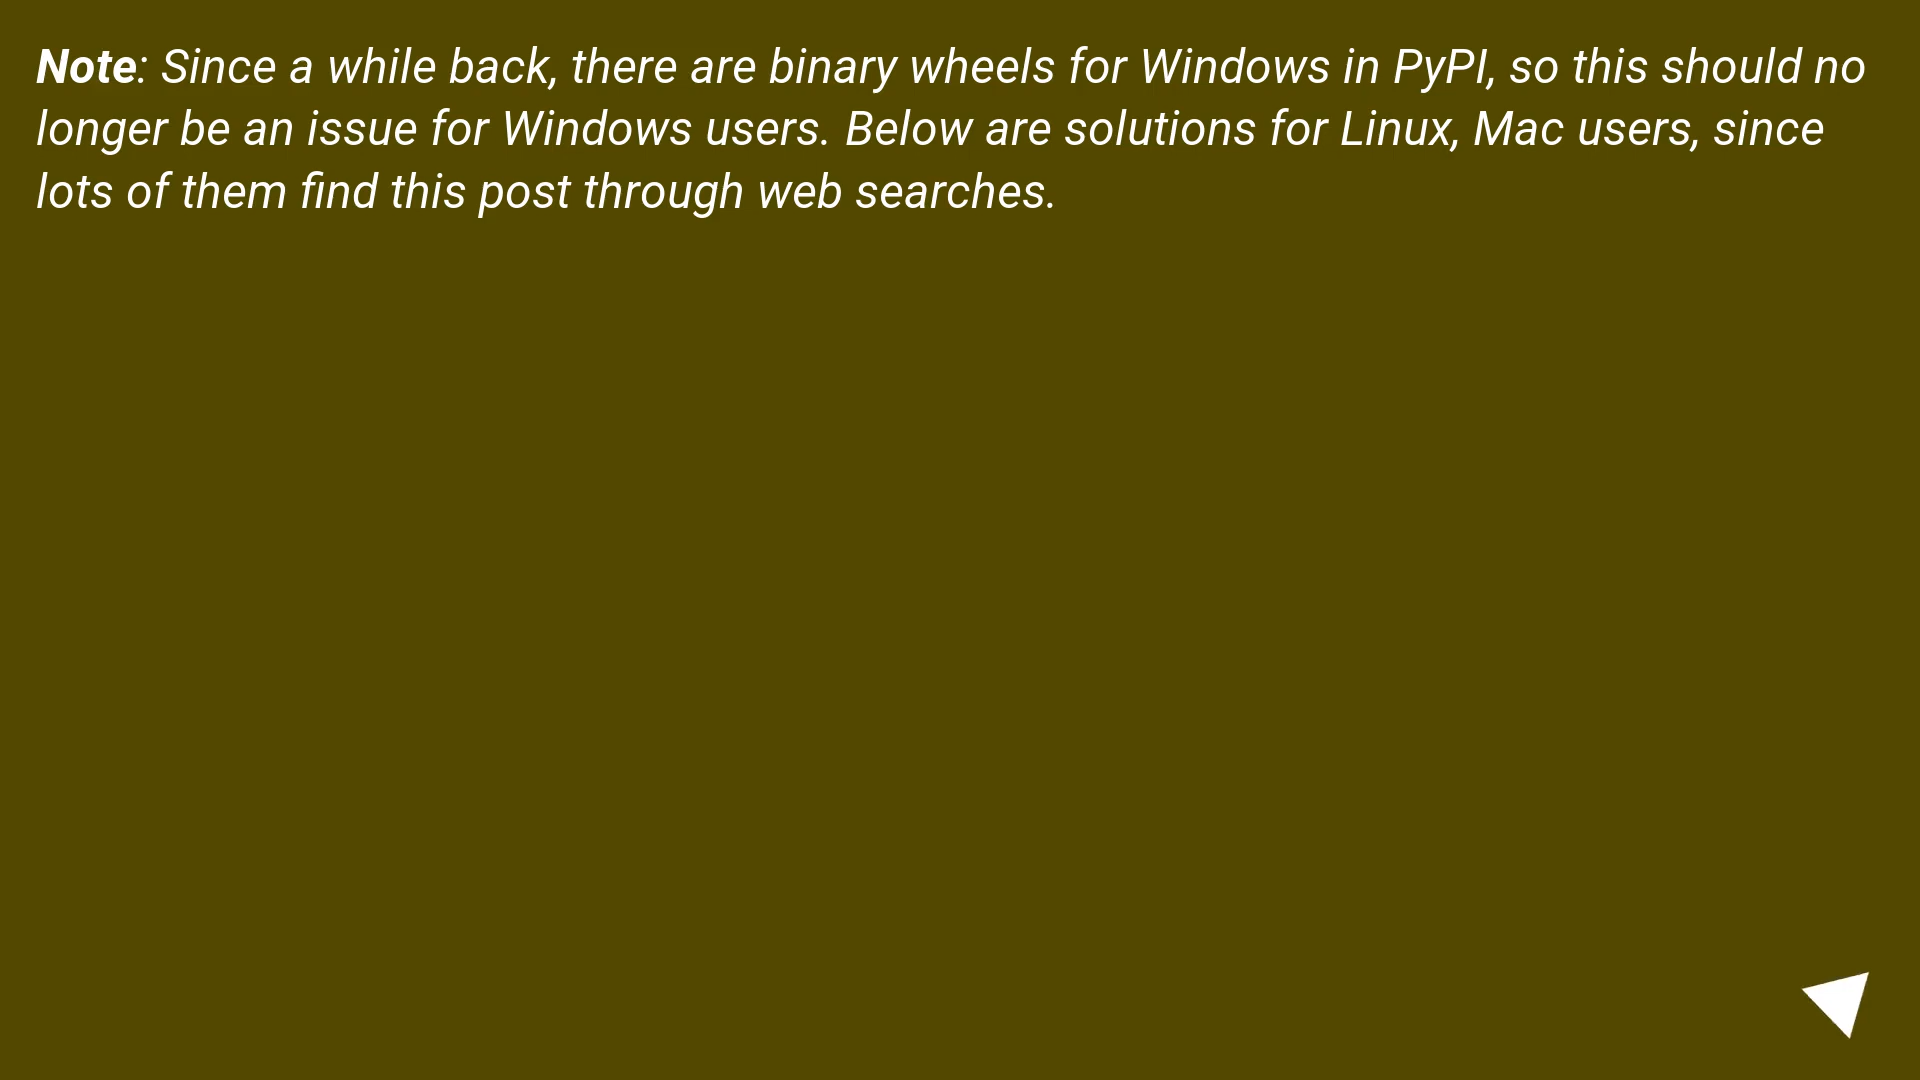 Note: Since a while back, there are binary wheels for Windows in PyPI, so this should no
longer be an issue for Windows users. Below are solutions for Linux, Mac users, since
lots of them find this post through web searches.